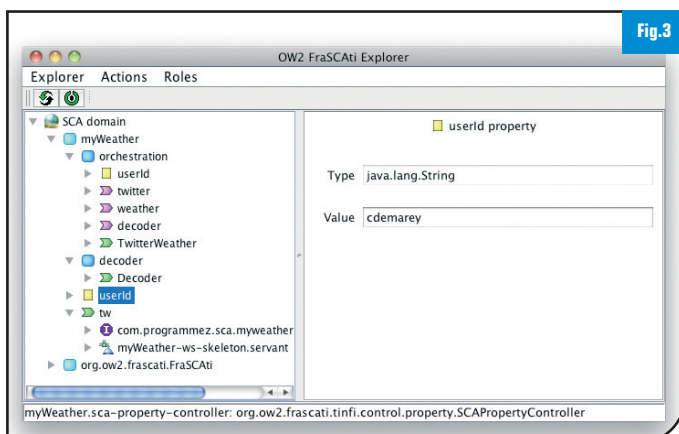 Fig.3
OW2 FraSCAti Explorer
Explorer Actions Roles
SCA domain
myWeather
orchestration
userId
twitter
weather
decoder
TwitterWeather
decoder
Decoder
userId
tw
I com.programmez.sca.myweather
myWeather-ws-skeleton.servant
org.ow2.frascati.FraSCAti
userId property
Type java.lang.String
Value cdemarey
myWeather.sca-property-controller: org.ow2.frascati.tinfi.control.property.SCAPropertyController